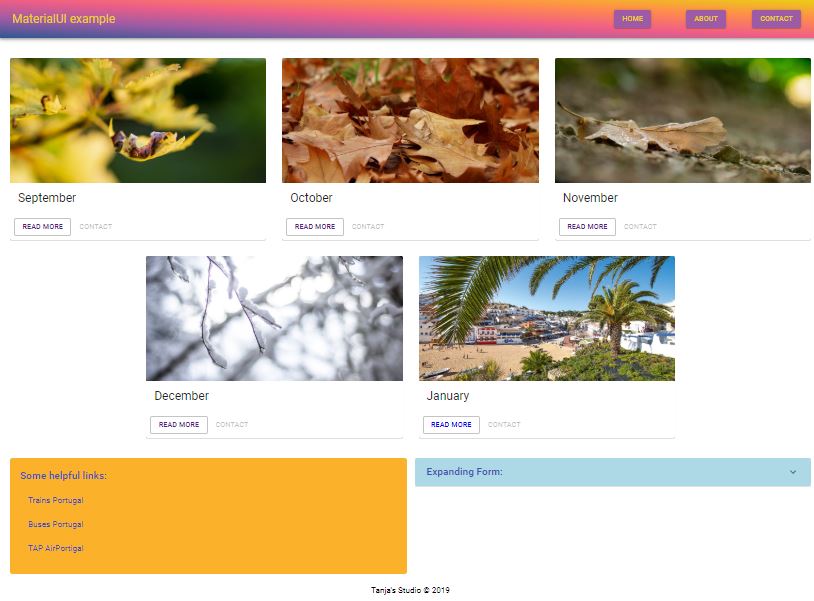 MaterialUI example
HOME
ABOUT
CONTACT
September
READ MORE CONTACT
October
READ MORE CONTACT
November
READ MORE CONTACT
December
READ MORE CONTACT
January
READ MORE CONTACT
Some helpful links:
Trains Portugal
Buses Portugal
TAP AirPortigal
Expanding Form:
Tanja's Studio © 2019